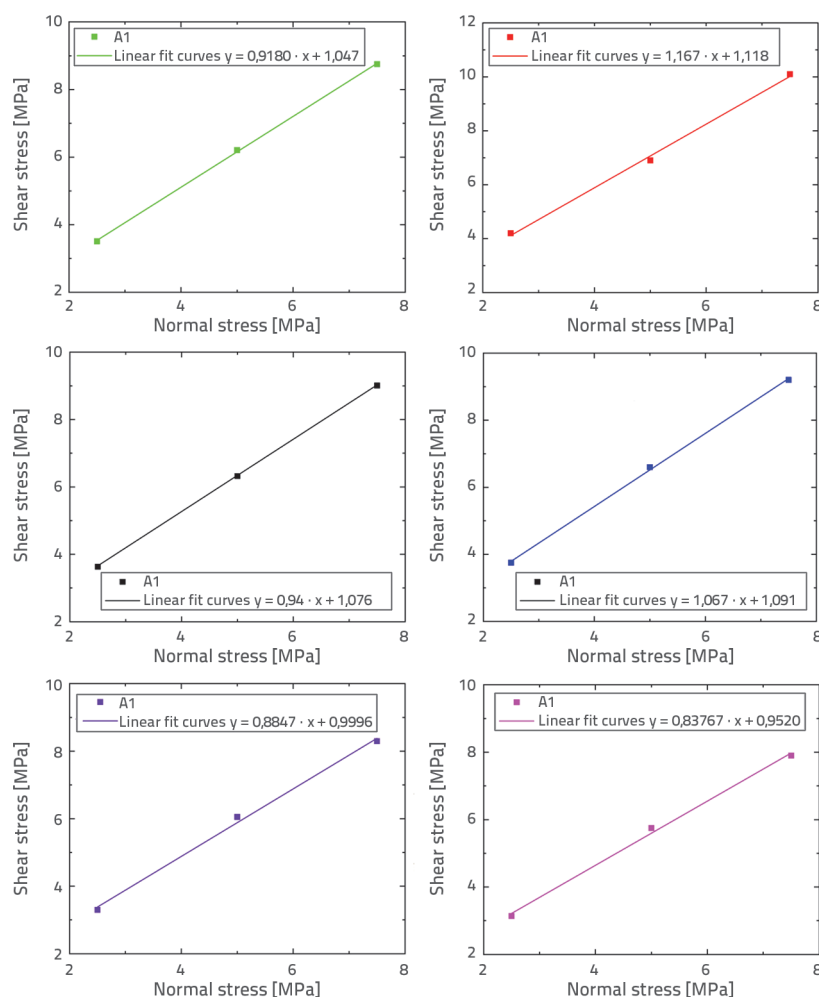 10
8
6
4
2
Shear stress [MPa]
A1
Linear fit curves y = 0,9180 · x + 1,047
2 4 6 8
Normal stress [MPa]
12
10
8
6
4
2
Shear stress [MPa]
A1
Linear fit curves y = 1,167 · x + 1,118
2 4 6 8
Normal stress [MPa]
10
8
6
4
2
Shear stress [MPa]
A1
Linear fit curves y = 0,94 · x + 1,076
2 4 6 8
Normal stress [MPa]
10
8
6
4
2
Shear stress [MPa]
A1
Linear fit curves y = 1,067 · x + 1,091
2 4 6 8
Normal stress [MPa]
10
8
6
4
2
Shear stress [MPa]
A1
Linear fit curves y = 0,8847 · x + 0,9996
2 4 6 8
Normal stress [MPa]
10
8
6
4
2
Shear stress [MPa]
A1
Linear fit curves y = 0,83767 · x + 0,9520
2 4 6 8
Normal stress [MPa]